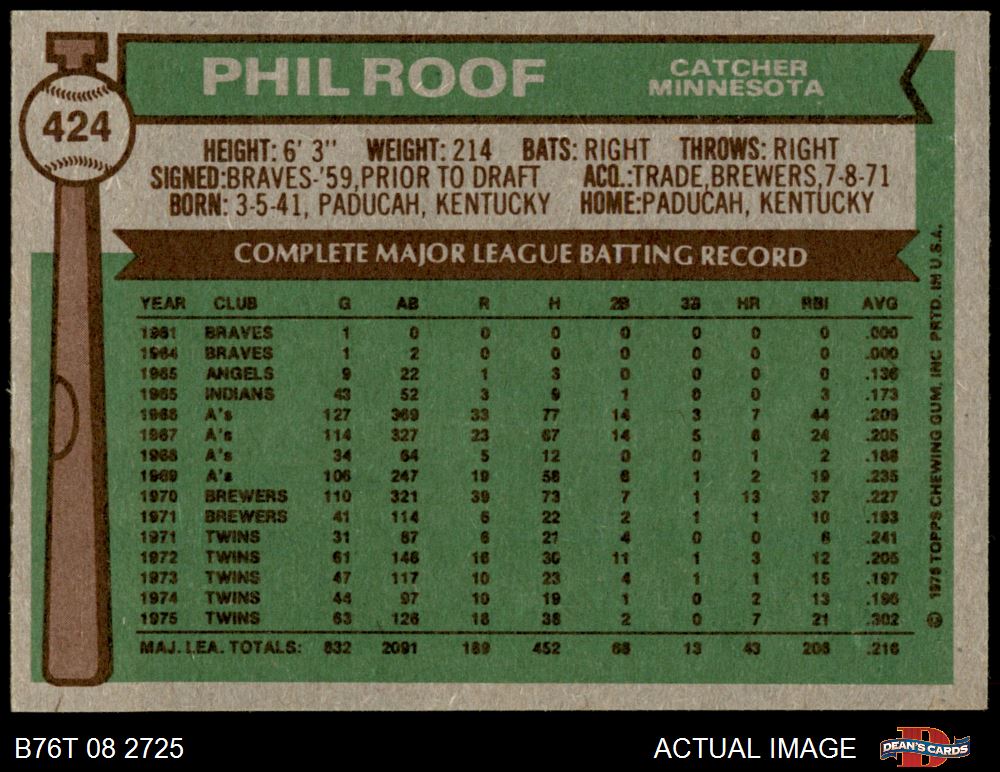 424
PHIL ROOF
CATCHER
MINNESOTA
HEIGHT: 6' 3" WEIGHT: 214 BATS: RIGHT THROWS: RIGHT
SIGNED:BRAVES-'59,PRIOR TO DRAFT ACQ.:TRADE,BREWERS,7-8-71
BORN: 3-5-41, PADUCAH, KENTUCKY HOME:PADUCAH, KENTUCKY
COMPLETE MAJOR LEAGUE BATTING RECORD
YEAR CLUB G AB R H 2B 3B HR RBI AVG
1961 BRAVES 1 0 0 0 0 0 0 0 .000
1964 BRAVES 1 2 0 0 0 0 0 0 .000
1965 ANGELS 9 22 1 3 0 0 0 0 .136
1965 INDIANS 43 52 3 9 1 0 0 3 .173
1966 A's 127 369 33 77 14 3 7 44 .209
1967 A's 114 327 23 67 14 5 6 24 .205
1968 A's 34 64 5 12 0 0 1 2 .188
1969 A's 106 247 19 58 6 1 2 19 .235
1970 BREWERS 110 321 39 73 7 1 13 37 .227
1971 BREWERS 41 114 6 22 2 1 1 10 .193
1971 TWINS 31 87 6 21 4 0 0 6 .241
1972 TWINS 61 146 16 30 11 1 3 12 .205
1973 TWINS 47 117 10 23 4 1 1 15 .197
1974 TWINS 44 97 10 19 1 0 2 13 .196
1975 TWINS 63 126 18 38 2 0 7 21 .302
MAJ. LEA. TOTALS: 832 2091 189 452 66 13 43 206 .216
© 1976 TOPPS CHEWING GUM, INC PRTD. IN U.S.A.
B76T 08 2725
ACTUAL IMAGE
DEAN'S CARDS